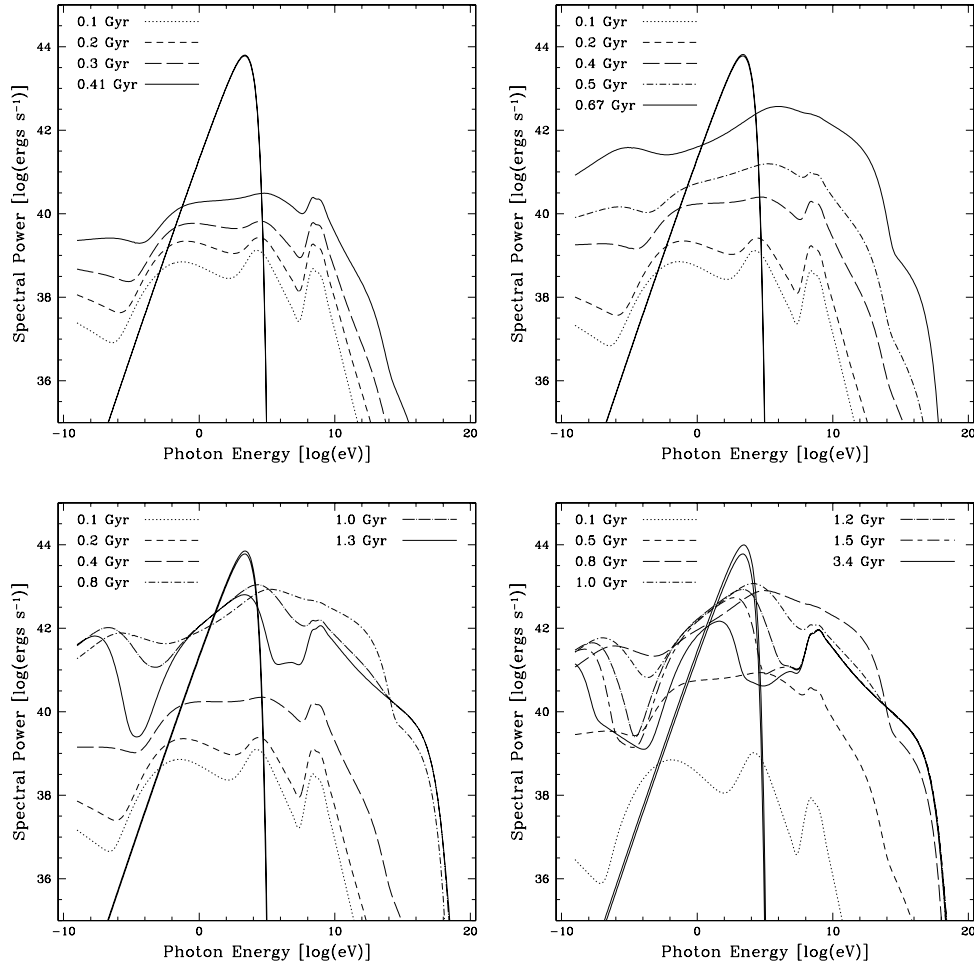 0.1 Gyr
0.2 Gyr
0.3 Gyr
0.41 Gyr
44
42
40
38
36
-10
0
10
20
Spectral Power [log(ergs s⁻¹)]
Photon Energy [log(eV)]
0.1 Gyr
0.2 Gyr
0.4 Gyr
0.5 Gyr
0.67 Gyr
44
42
40
38
36
-10
0
10
20
Spectral Power [log(ergs s⁻¹)]
Photon Energy [log(eV)]
0.1 Gyr
0.2 Gyr
0.4 Gyr
0.8 Gyr
1.0 Gyr
1.3 Gyr
44
42
40
38
36
-10
0
10
20
Spectral Power [log(ergs s⁻¹)]
Photon Energy [log(eV)]
0.1 Gyr
0.5 Gyr
0.8 Gyr
1.0 Gyr
1.2 Gyr
1.5 Gyr
3.4 Gyr
44
42
40
38
36
-10
0
10
20
Spectral Power [log(ergs s⁻¹)]
Photon Energy [log(eV)]